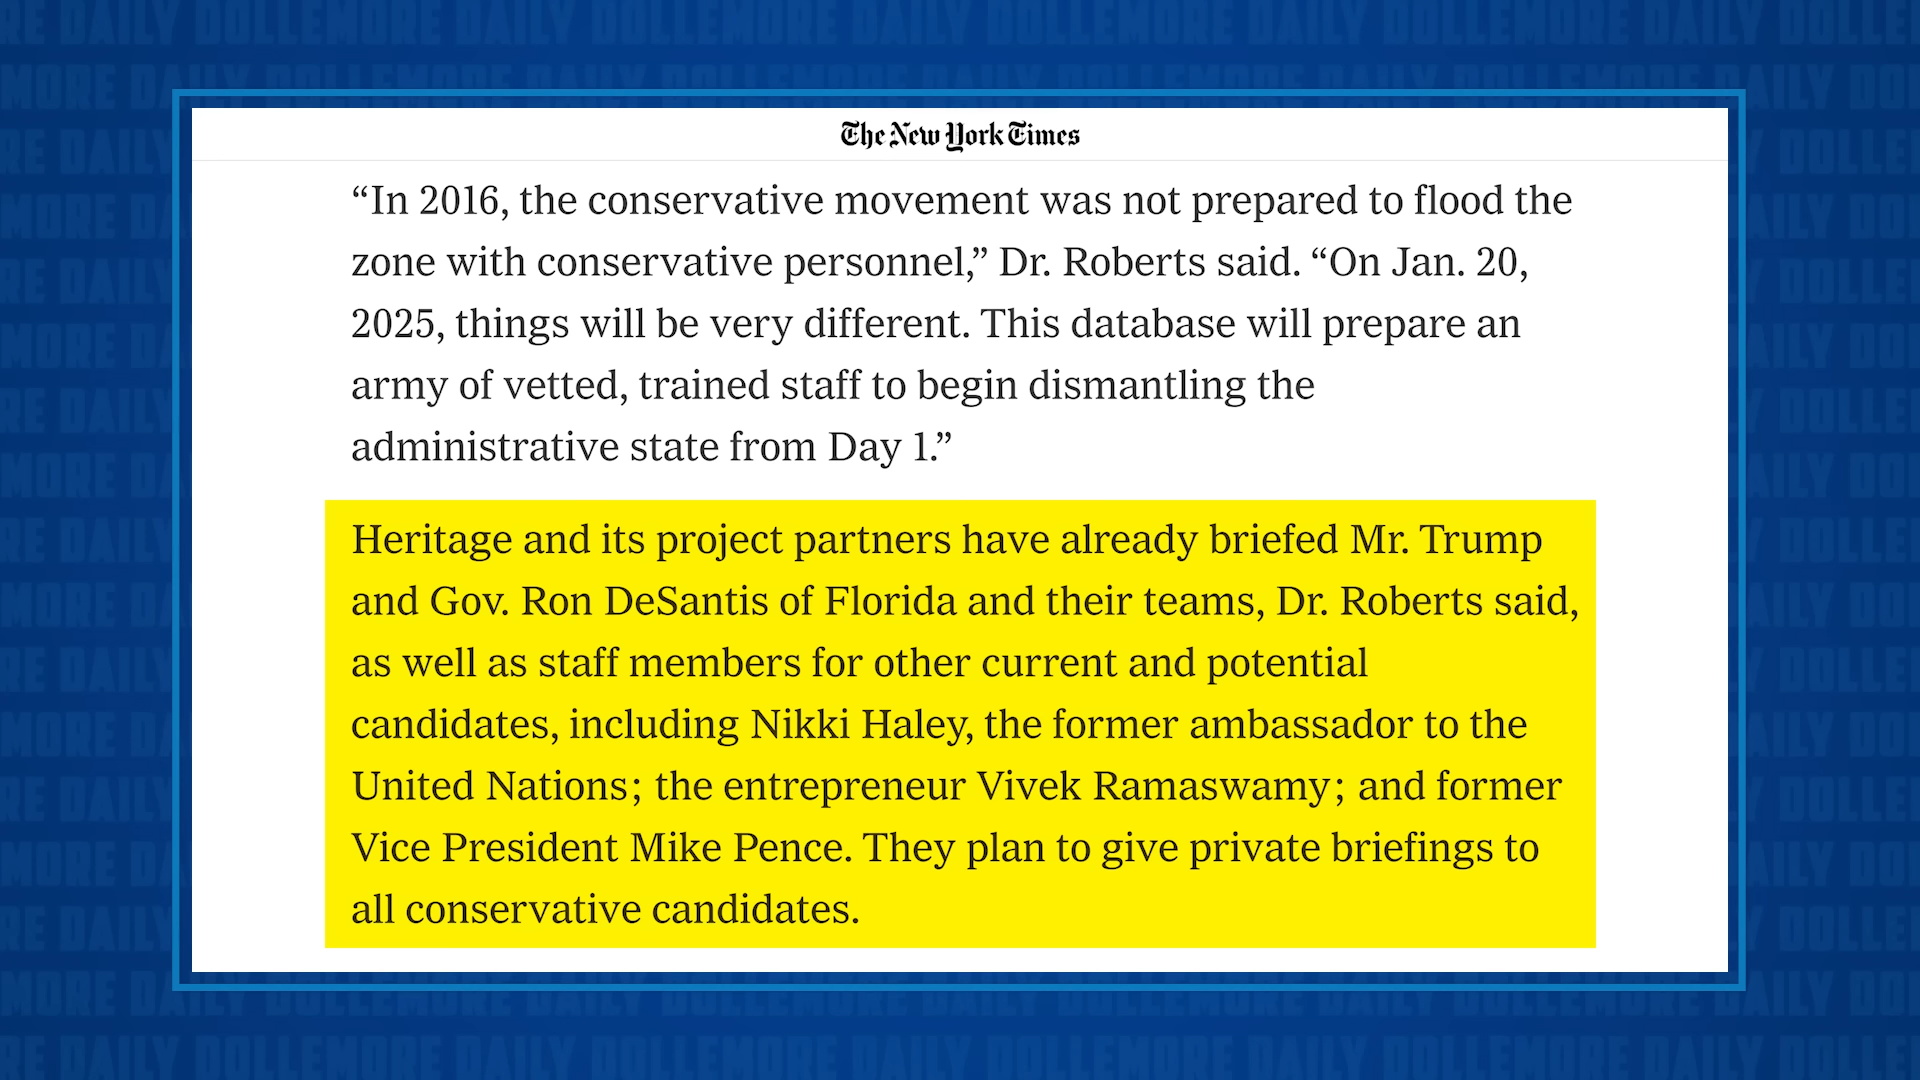 The New York Times
“In 2016, the conservative movement was not prepared to flood the
zone with conservative personnel,” Dr. Roberts said. “On Jan. 20,
2025, things will be very different. This database will prepare an
army of vetted, trained staff to begin dismantling the
administrative state from Day 1.”
Heritage and its project partners have already briefed Mr. Trump
and Gov. Ron DeSantis of Florida and their teams, Dr. Roberts said,
as well as staff members for other current and potential
candidates, including Nikki Haley, the former ambassador to the
United Nations; the entrepreneur Vivek Ramaswamy; and former
Vice President Mike Pence. They plan to give private briefings to
all conservative candidates.